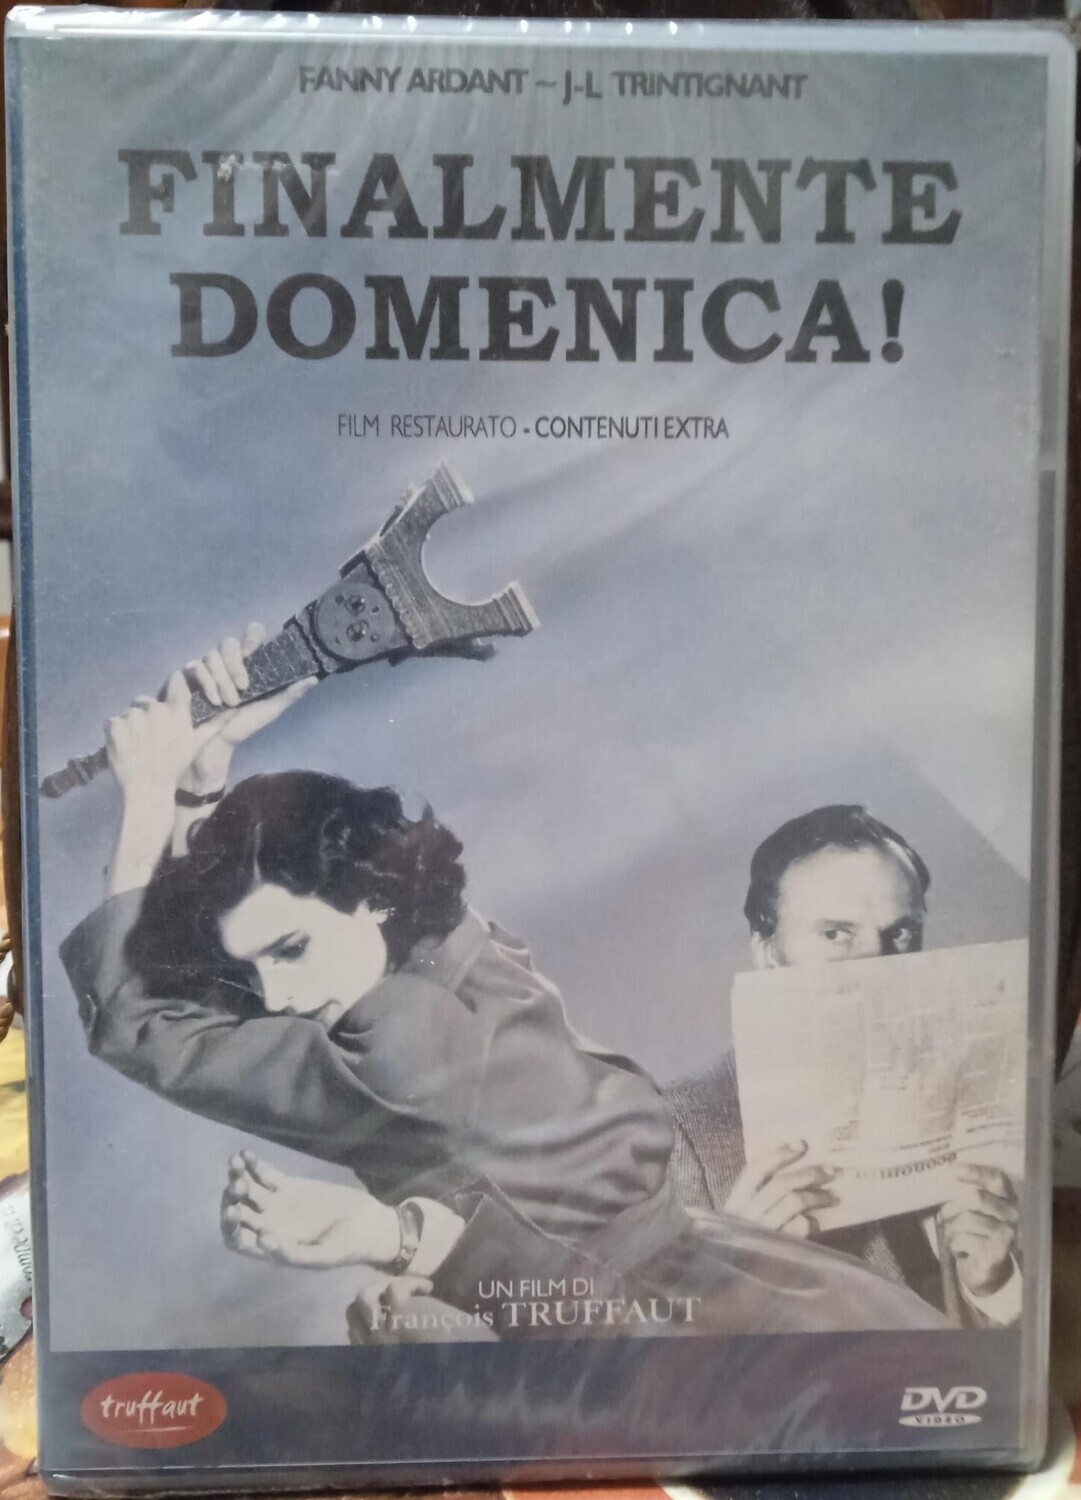 FANNY ARDANT ~ J-L TRINTIGNANT
FINALMENTE
DOMENICA!
FILM RESTAURATO - CONTENUTI EXTRA
UN FILM DI
François TRUFFAUT
truffaut
DVD
VIDEO